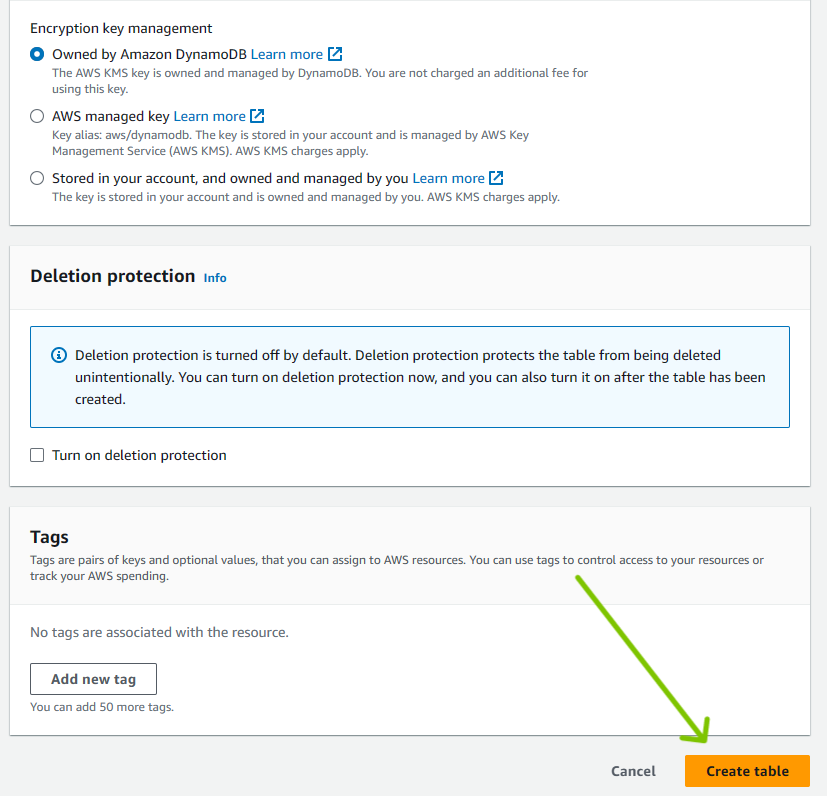 Encryption key management
Owned by Amazon DynamoDB Learn more
The AWS KMS key is owned and managed by DynamoDB. You are not charged an additional fee for
using this key.
AWS managed key Learn more
Key alias: aws/dynamodb. The key is stored in your account and is managed by AWS Key
Management Service (AWS KMS). AWS KMS charges apply.
Stored in your account, and owned and managed by you Learn more
The key is stored in your account and is owned and managed by you. AWS KMS charges apply.
Deletion protection Info
Deletion protection is turned off by default. Deletion protection protects the table from being deleted
unintentionally. You can turn on deletion protection now, and you can also turn it on after the table has been
created.
Turn on deletion protection
Tags
Tags are pairs of keys and optional values, that you can assign to AWS resources. You can use tags to control access to your resources or
track your AWS spending.
No tags are associated with the resource.
Add new tag
You can add 50 more tags.
Cancel Create table